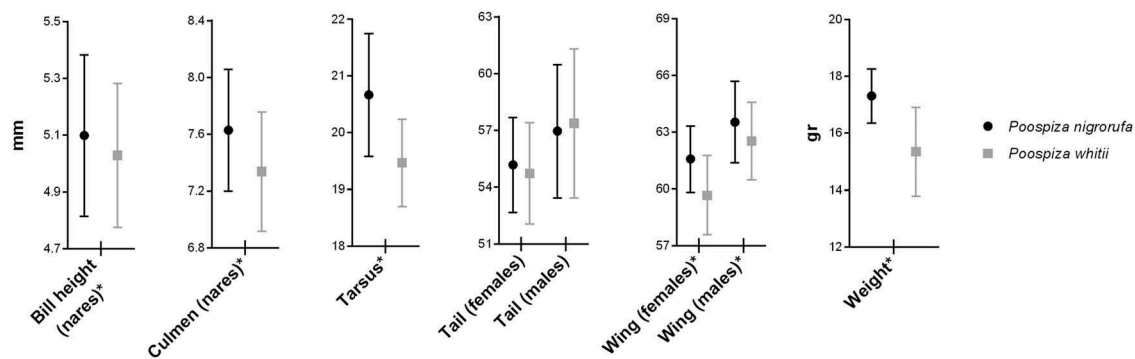 mm
5.5
5.3
5.1
4.9
4.7
Bill height
(nares)*
8.4
8.0
7.6
7.2
6.8
Culmen (nares)*
22
21
20
19
18
Tarsus*
63
60
57
54
51
Tail (females)
Tail (males)
69
66
63
60
57
Wing (females)*
Wing (males)*
gr
20
18
16
14
12
Weight*
Poospiza nigrorufa
Poospiza whitii